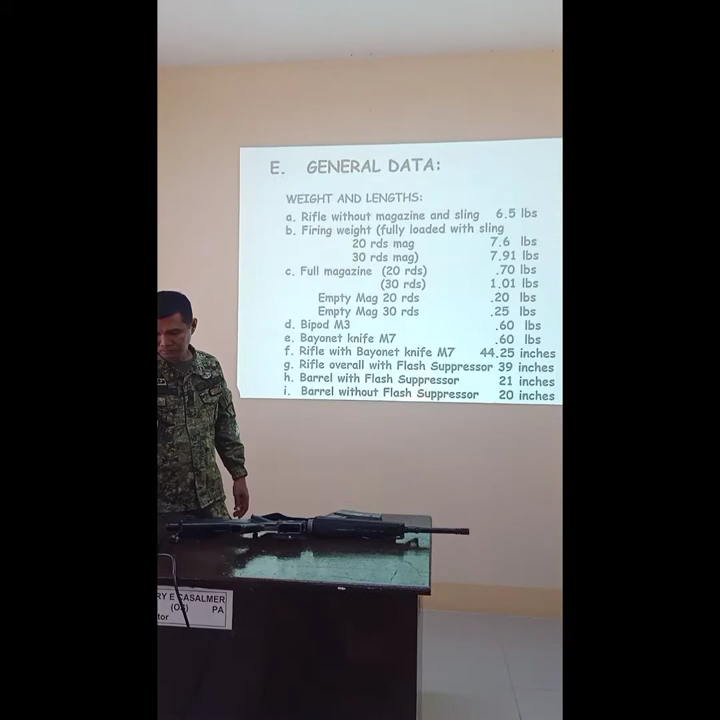 E. GENERAL DATA:
WEIGHT AND LENGTHS:
a. Rifle without magazine and sling 6.5 lbs
b. Firing weight (fully loaded with sling
20 rds mag 7.6 lbs
30 rds mag) 7.91 lbs
c. Full magazine (20 rds) .70 lbs
(30 rds) 1.01 lbs
Empty Mag 20 rds .20 lbs
Empty Mag 30 rds .25 lbs
d. Bipod M3 .60 lbs
e. Bayonet knife M7 .60 lbs
f. Rifle with Bayonet knife M7 44.25 inches
g. Rifle overall with Flash Suppressor 39 inches
h. Barrel with Flash Suppressor 21 inches
i. Barrel without Flash Suppressor 20 inches
RY E CASALMER
(OS) PA
tor